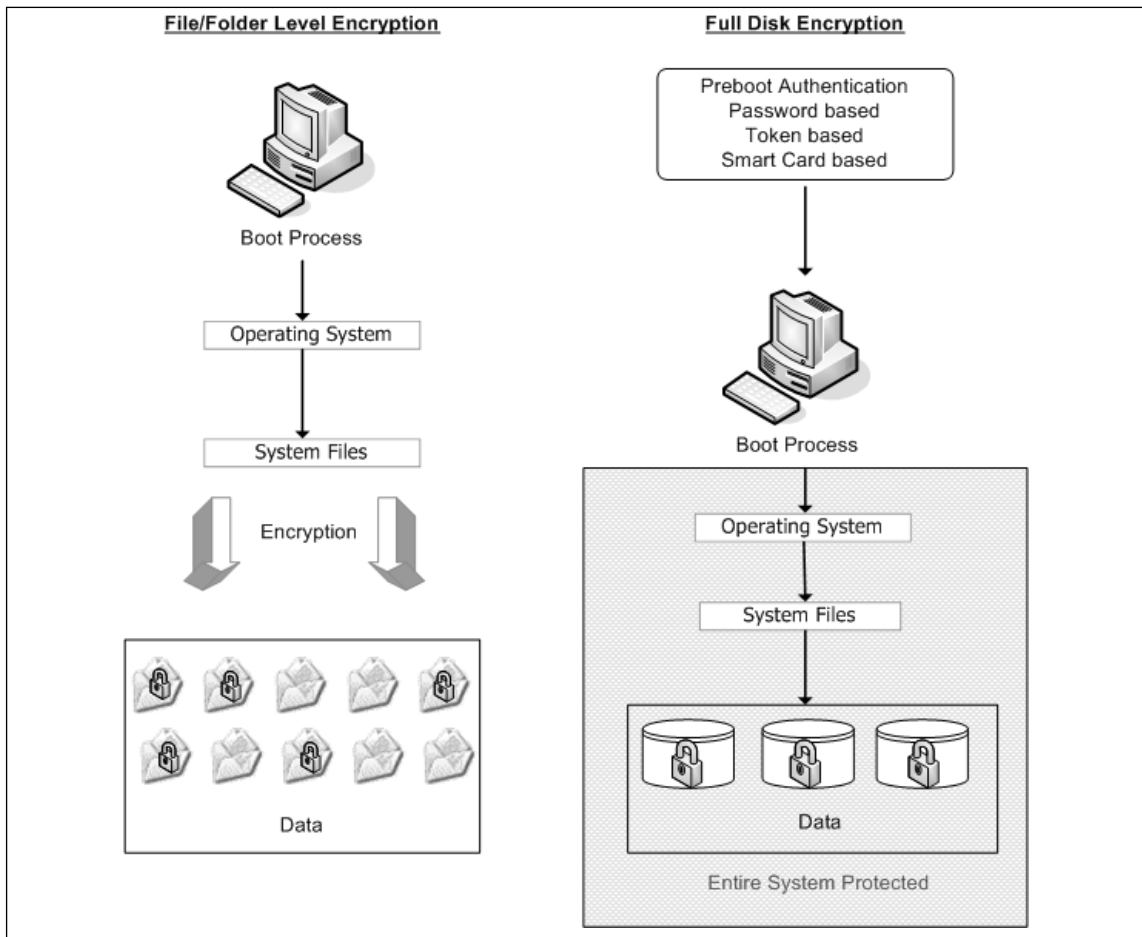 File/Folder Level Encryption
Boot Process
Operating System
System Files
Encryption
Data
Full Disk Encryption
Preboot Authentication
Password based
Token based
Smart Card based
Boot Process
Operating System
System Files
Data
Entire System Protected